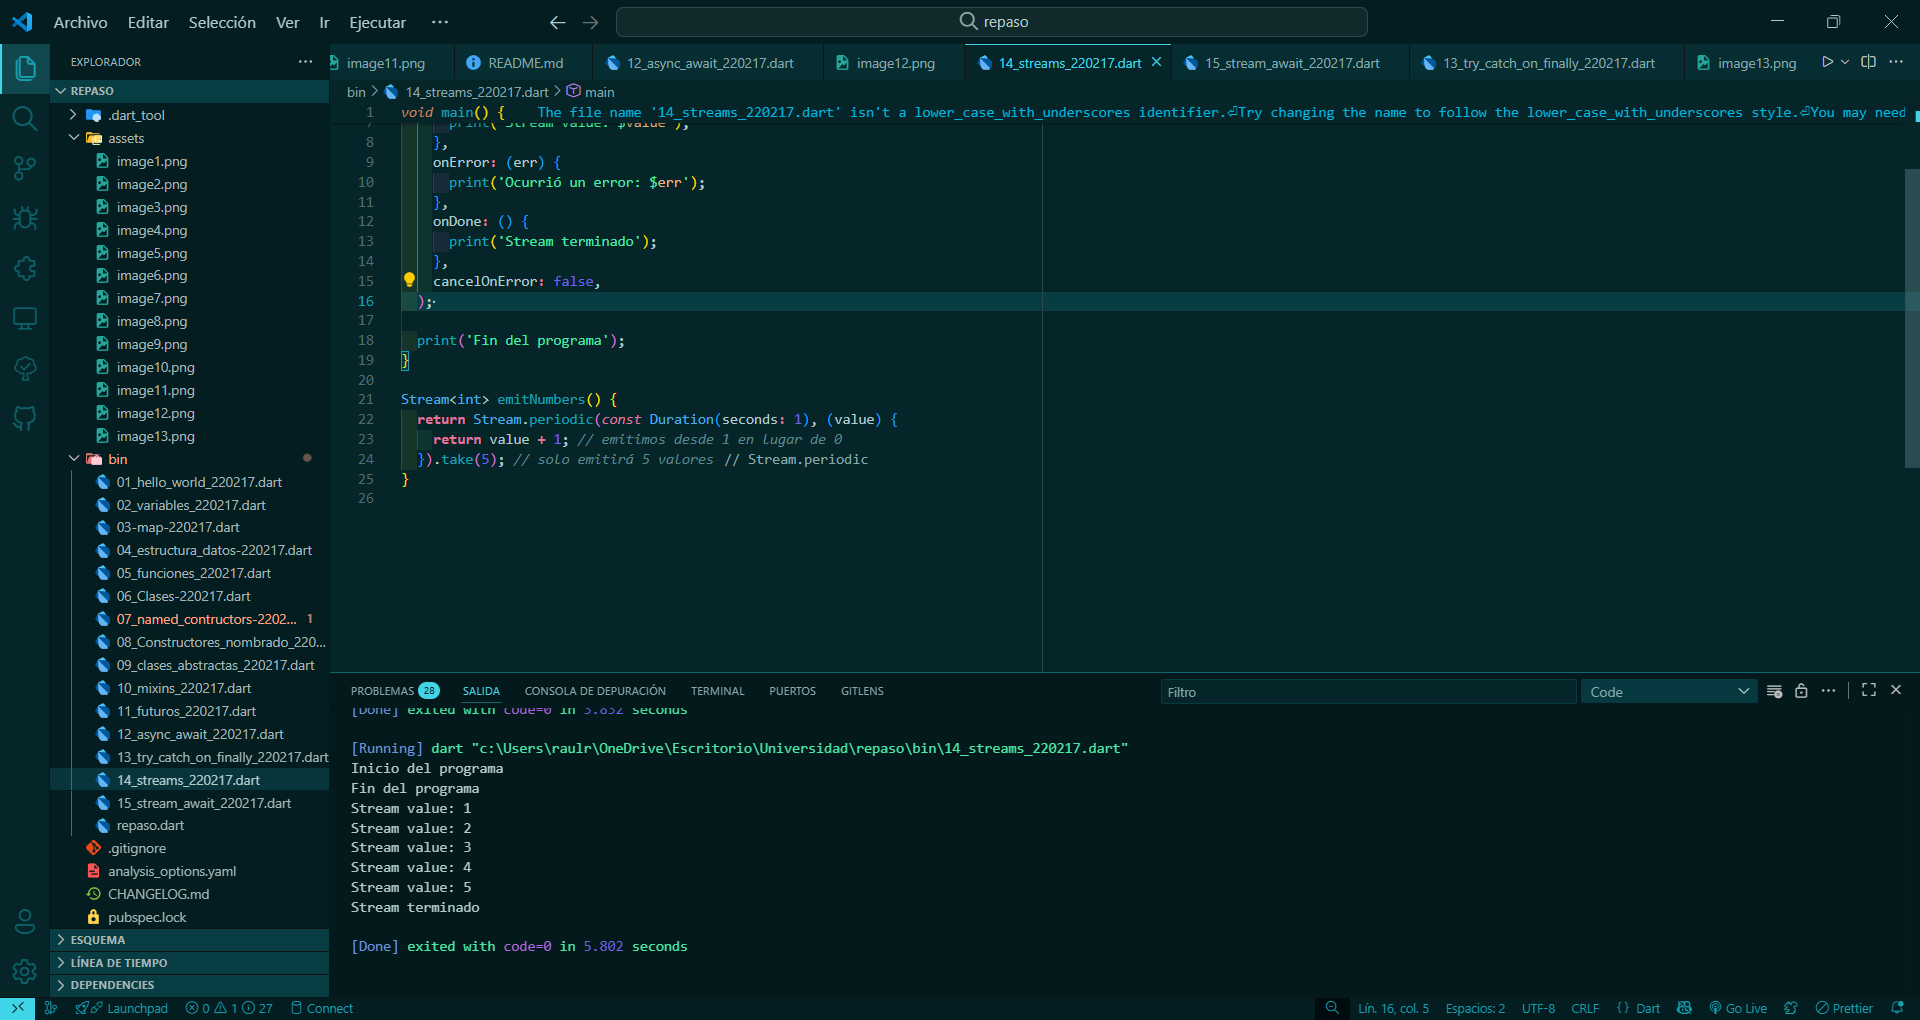 Archivo Editar Selección Ver Ir Ejecutar ··· repaso
EXPLORADOR ···
image11.png README.md 12_async_await_220217.dart image12.png 14_streams_220217.dart 15_stream_await_220217.dart 13_try_catch_on_finally_220217.dart image13.png
REPASO
.dart_tool
assets
image1.png
image2.png
image3.png
image4.png
image5.png
image6.png
image7.png
image8.png
image9.png
image10.png
image11.png
image12.png
image13.png
bin
01_hello_world_220217.dart
02_variables_220217.dart
03-map-220217.dart
04_estructura_datos-220217.dart
05_funciones_220217.dart
06_Clases-220217.dart
07_named_contructors-2202... 1
08_Constructores_nombrado_220...
09_clases_abstractas_220217.dart
10_mixins_220217.dart
11_futuros_220217.dart
12_async_await_220217.dart
13_try_catch_on_finally_220217.dart
14_streams_220217.dart
15_stream_await_220217.dart
repaso.dart
.gitignore
analysis_options.yaml
CHANGELOG.md
pubspec.lock
ESQUEMA
LÍNEA DE TIEMPO
DEPENDENCIES
bin > 14_streams_220217.dart > main
1 void main() { The file name '14_streams_220217.dart' isn't a lower_case_with_underscores identifier.⏎Try changing the name to follow the lower_case_with_underscores style.⏎You may need
7 print('Stream value: $value');
8 },
9 onError: (err) {
10 print('Ocurrió un error: $err');
11 },
12 onDone: () {
13 print('Stream terminado');
14 },
15 cancelOnError: false,
16 );
17
18 print('Fin del programa');
19 }
20
21 Stream<int> emitNumbers() {
22 return Stream.periodic(const Duration(seconds: 1), (value) {
23 return value + 1; // emitimos desde 1 en lugar de 0
24 }).take(5); // solo emitirá 5 valores // Stream.periodic
25 }
26
PROBLEMAS 28 SALIDA CONSOLA DE DEPURACIÓN TERMINAL PUERTOS GITLENS Filtro Code
[Done] exited with code=0 in 5.852 seconds
[Running] dart "c:\Users\raulr\OneDrive\Escritorio\Universidad\repaso\bin\14_streams_220217.dart"
Inicio del programa
Fin del programa
Stream value: 1
Stream value: 2
Stream value: 3
Stream value: 4
Stream value: 5
Stream terminado
[Done] exited with code=0 in 5.802 seconds
Launchpad 0 1 27 Connect Lín. 16, col. 5 Espacios: 2 UTF-8 CRLF {} Dart Go Live Prettier